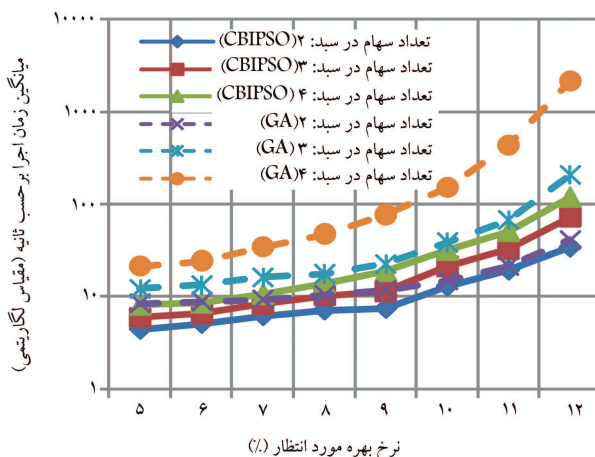 میانگین زمان اجرا بر حسب ثانیه (مقیاس لگاریتمی)
۱۰۰۰۰
۱۰۰۰
۱۰۰
۱۰
۱
تعداد سهام در سبد: ۲(CBIPSO)
تعداد سهام در سبد: ۳(CBIPSO)
تعداد سهام در سبد: ۴ (CBIPSO)
تعداد سهام در سبد: ۲(GA)
تعداد سهام در سبد: ۳ (GA)
تعداد سهام در سبد: ۴(GA)
۵ ۶ ۷ ۸ ۹ ۱۰ ۱۱ ۱۲
نرخ بهره مورد انتظار (%)